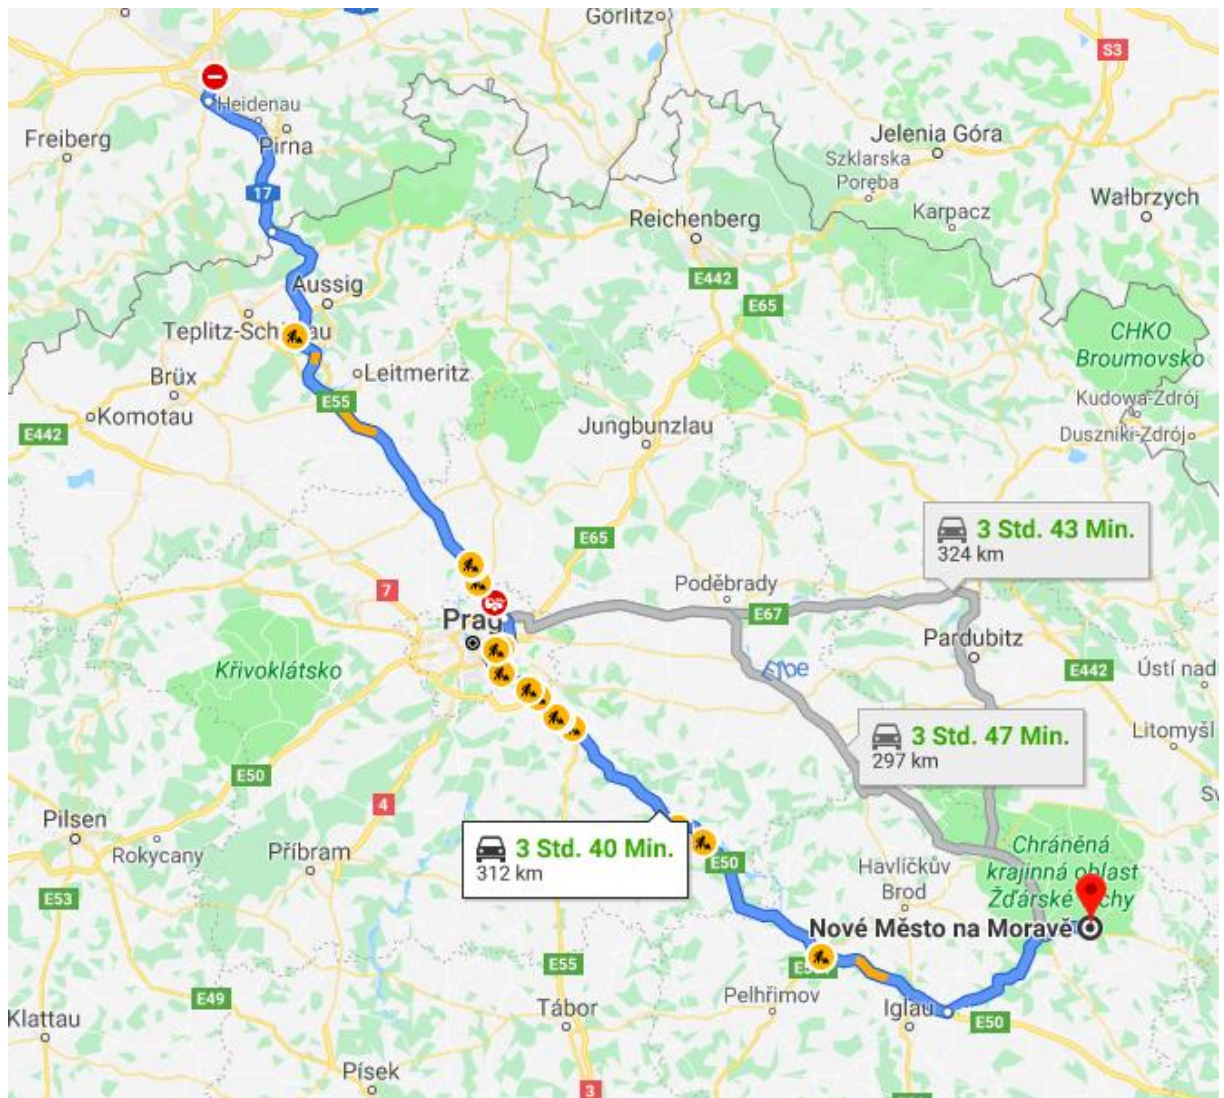 Görlitz
S3
Heidenau
Freiberg
Pirna
Jelenia Góra
Szklarska
Poręba
17
Wałbrzych
Karpacz
Reichenberg
E442
Aussig
E65
Teplitz-Sch
au
CHKO
Broumovsko
Brüx
Leitmeritz
Kudowa-Zdrój
E55
Komotau
Jungbunzlau
Duszniki-Zdrój
E442
3 Std. 43 Min.
324 km
E65
7
Poděbrady
E67
Prag
Pardubitz
Křivoklátsko
Elbe
E442
Ústí nad
3 Std. 47 Min.
297 km
Litomyšl
E50
4
Pilsen
Rokycany
Příbram
3 Std. 40 Min.
312 km
E50
Havlíčkův
Brod
Chráněná
krajinná oblast
Žďárské
chy
E53
Nové Město na Moravě
E55
Pelhřimov
E49
Tábor
Iglau
E50
Klattau
Písek
3